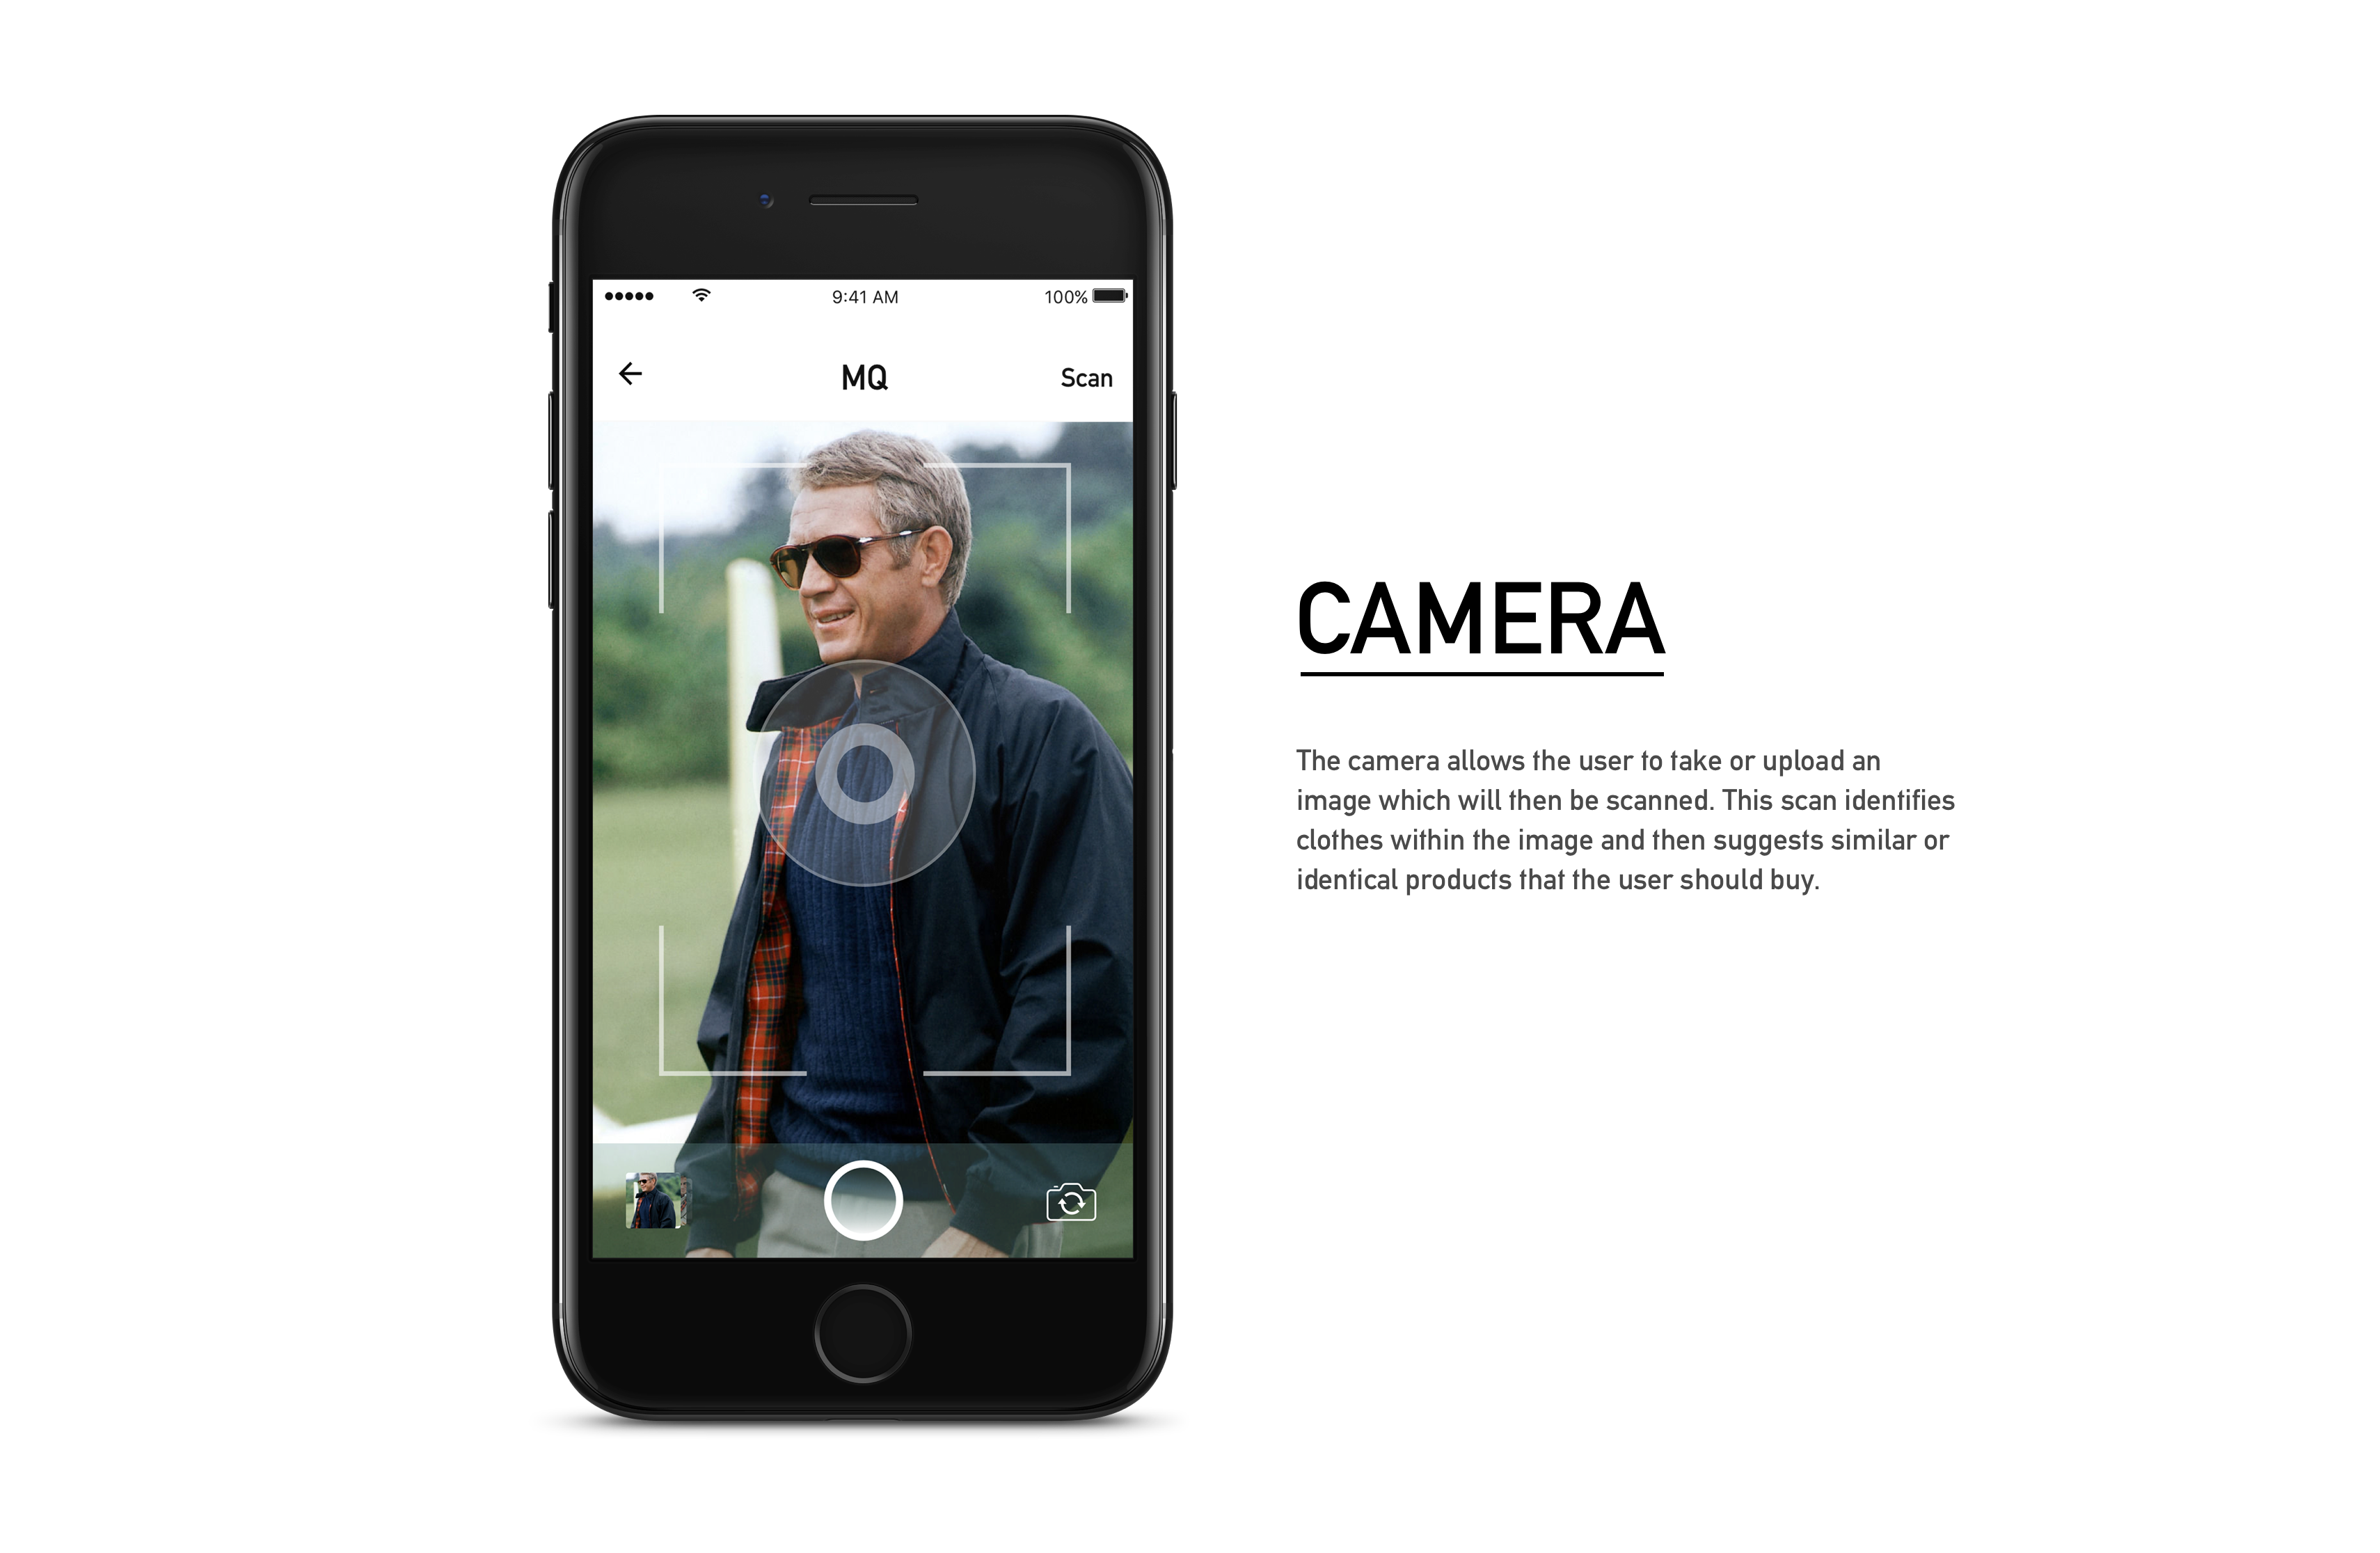 9:41 AM
100%
MQ
Scan
CAMERA
The camera allows the user to take or upload an
image which will then be scanned. This scan identifies
clothes within the image and then suggests similar or
identical products that the user should buy.